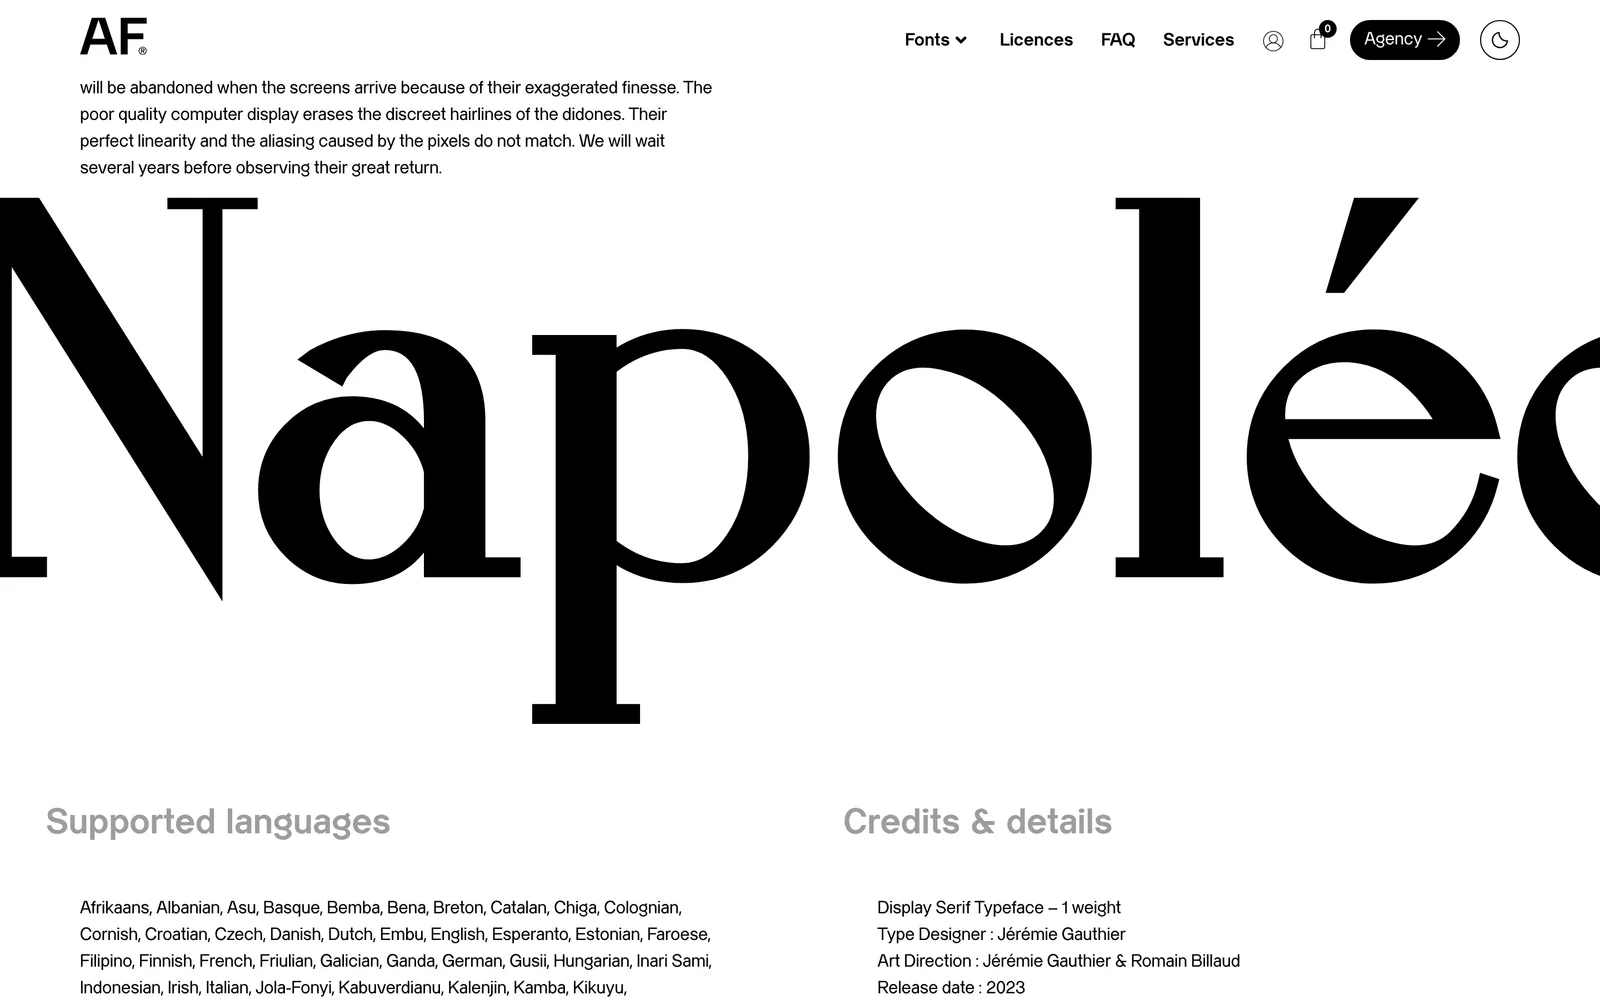 AF®
Fonts Licences FAQ Services 0 Agency →
will be abandoned when the screens arrive because of their exaggerated finesse. The
poor quality computer display erases the discreet hairlines of the didones. Their
perfect linearity and the aliasing caused by the pixels do not match. We will wait
several years before observing their great return.
Napolé
Supported languages
Afrikaans, Albanian, Asu, Basque, Bemba, Bena, Breton, Catalan, Chiga, Colognian,
Cornish, Croatian, Czech, Danish, Dutch, Embu, English, Esperanto, Estonian, Faroese,
Filipino, Finnish, French, Friulian, Galician, Ganda, German, Gusii, Hungarian, Inari Sami,
Indonesian, Irish, Italian, Jola-Fonyi, Kabuverdianu, Kalenjin, Kamba, Kikuyu,
Credits & details
Display Serif Typeface – 1 weight
Type Designer : Jérémie Gauthier
Art Direction : Jérémie Gauthier & Romain Billaud
Release date : 2023